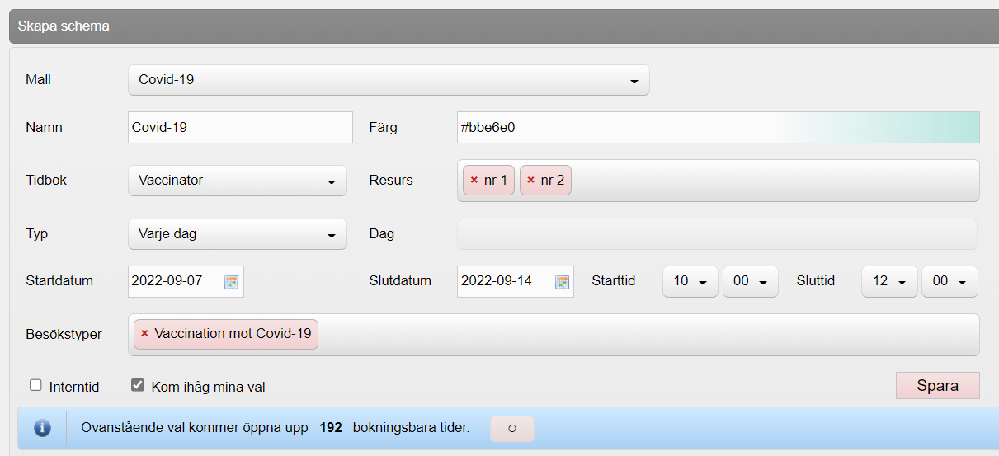 Skapa schema
Mall Covid-19
Namn Covid-19 Färg #bbe6e0
Tidbok Vaccinatör Resurs × nr 1 × nr 2
Typ Varje dag Dag
Startdatum 2022-09-07 Slutdatum 2022-09-14 Starttid 10 00 Sluttid 12 00
Besökstyper × Vaccination mot Covid-19
Interntid Kom ihåg mina val Spara
Ovanstående val kommer öppna upp 192 bokningsbara tider.